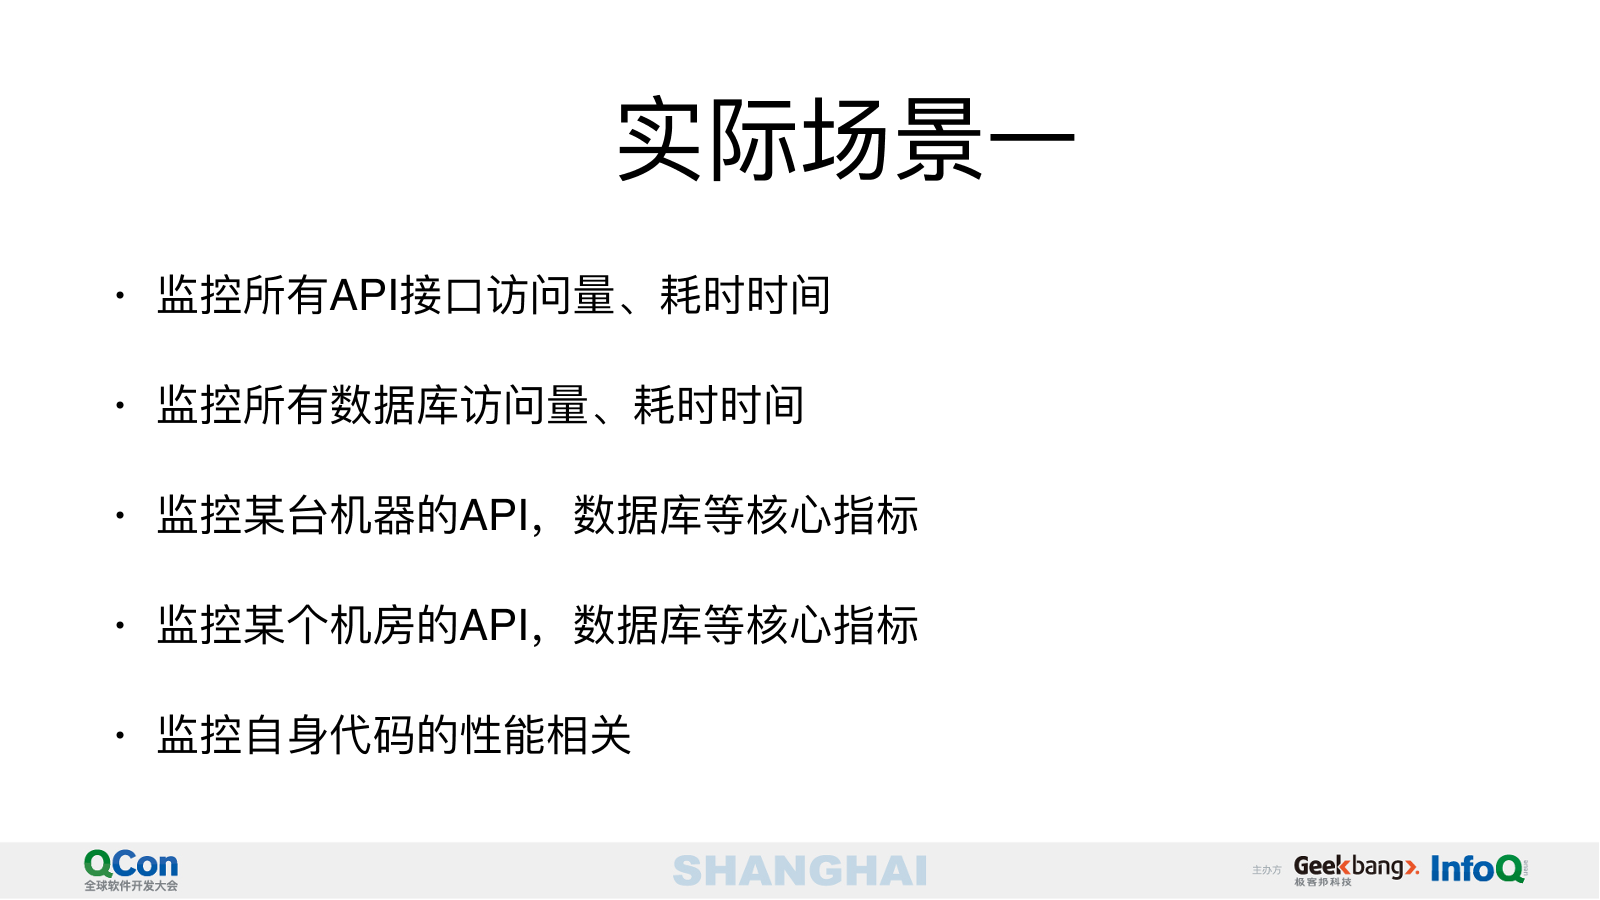 实际场景一
• 监控所有API接口访问量、耗时时间
• 监控所有数据库访问量、耗时时间
• 监控某台机器的API，数据库等核心指标
• 监控某个机房的API，数据库等核心指标
• 监控自身代码的性能相关
QCon
全球软件开发大会
SHANGHAI
主办方
Geekbang>.
极客邦科技
InfoQ